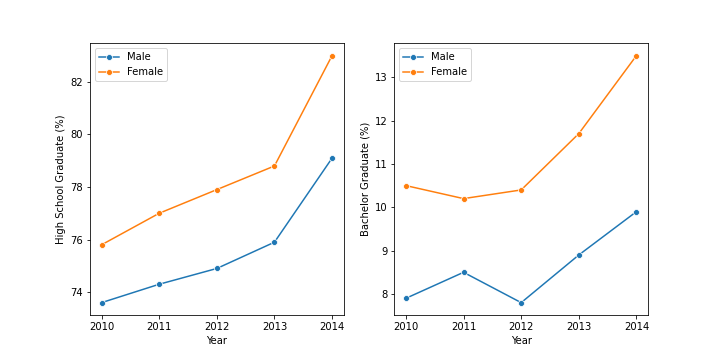 Male
Female
High School Graduate (%)
82
80
78
76
74
2010 2011 2012 2013 2014
Year
Male
Female
Bachelor Graduate (%)
13
12
11
10
9
8
2010 2011 2012 2013 2014
Year